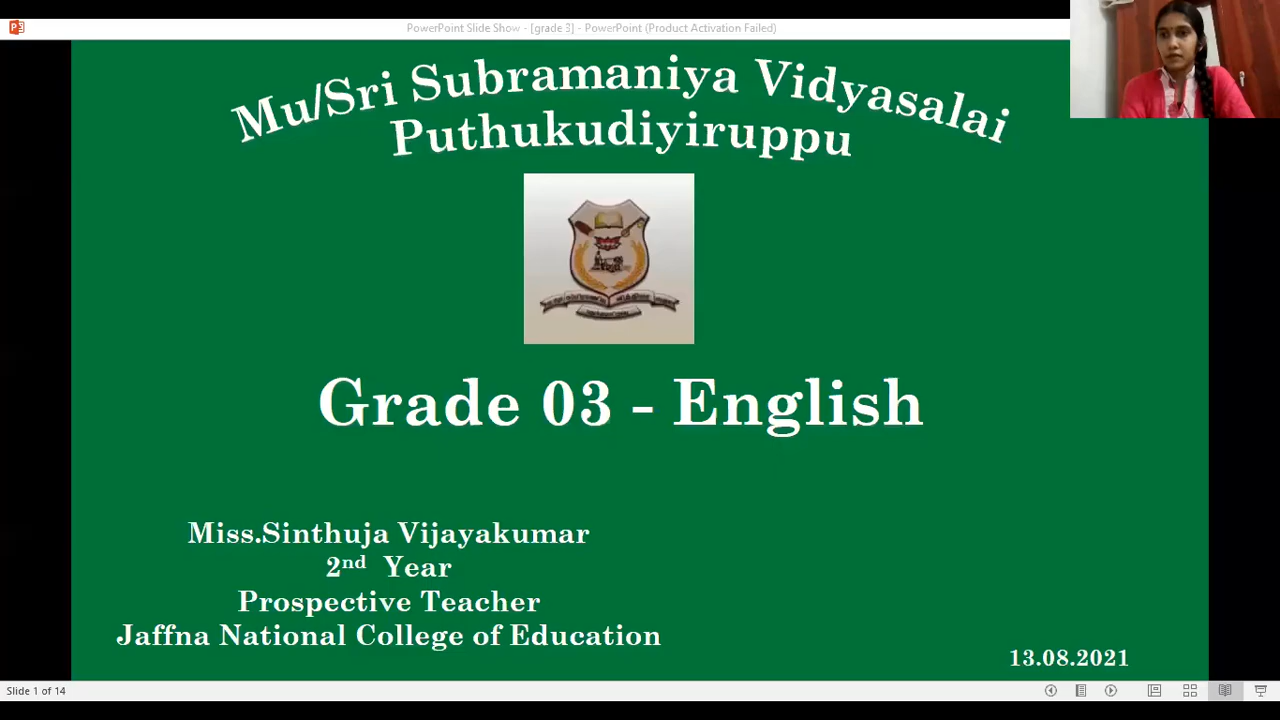 PowerPoint Slide Show - [grade 3] - PowerPoint (Product Activation Failed)
Mu/Sri Subramaniya Vidyasalai
Puthukudiyiruppu
Grade 03 - English
Miss.Sinthuja Vijayakumar
2nd Year
Prospective Teacher
Jaffna National College of Education
13.08.2021
Slide 1 of 14